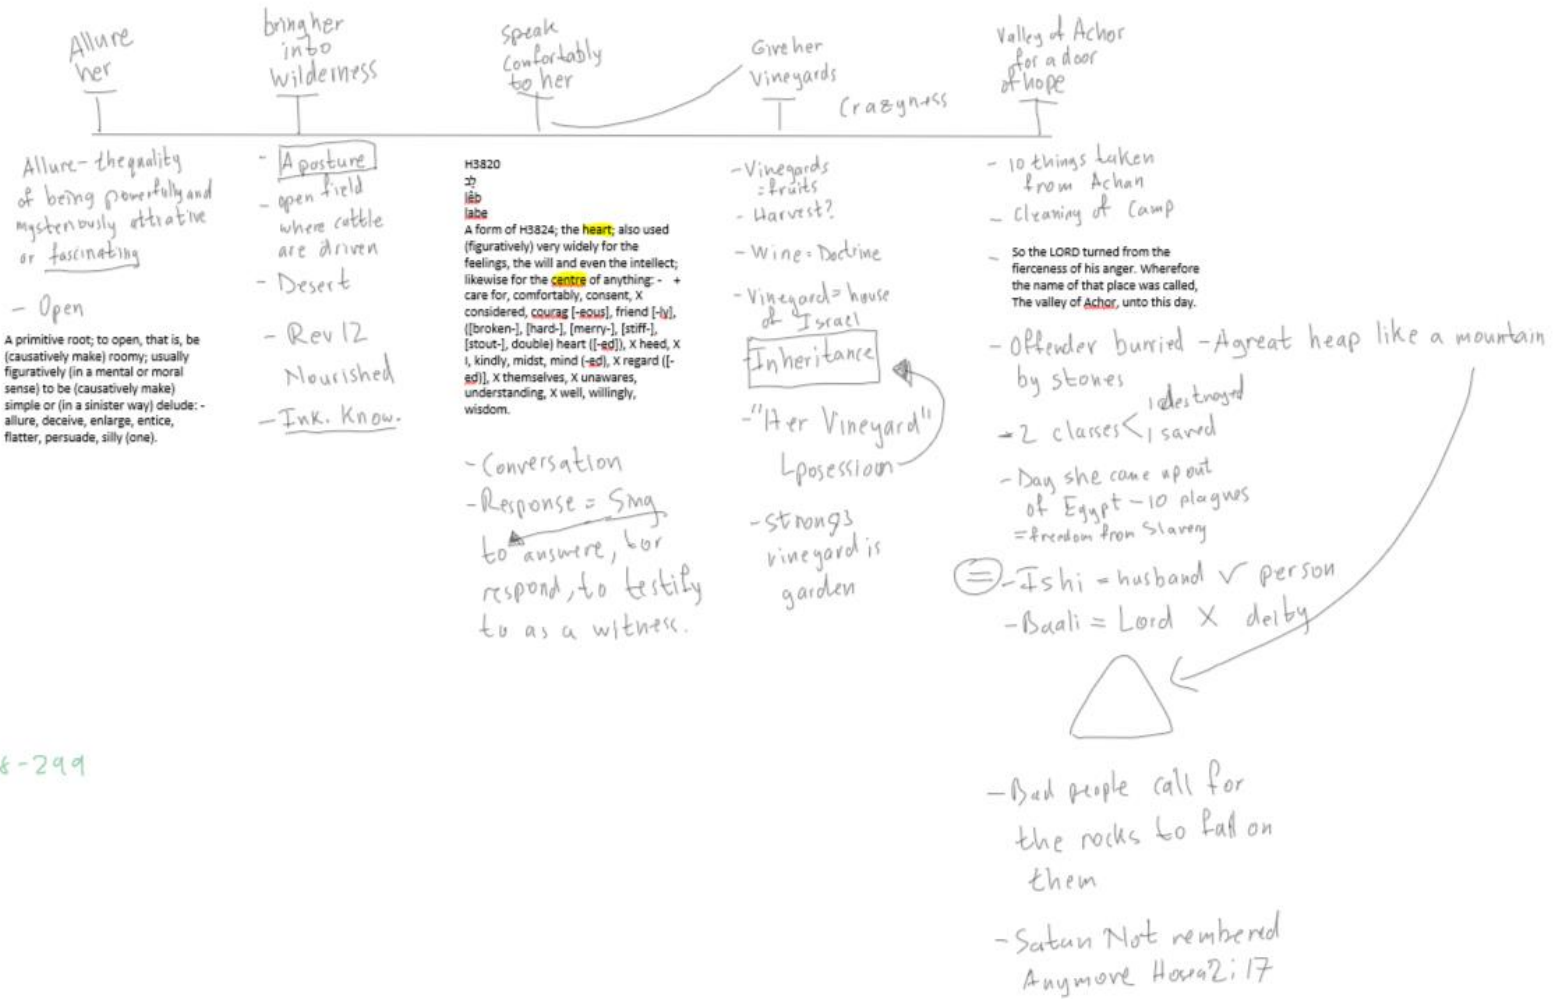 Allure
her
bring her
into
wilderness
speak
comfortably
to her
Give her
Vineyards
Crazyness
Valley of Achor
for a door
of hope
Allure - the quality
of being powerfully and
mysteriously attrative
or fascinating
- Open
A primitive root; to open, that is, be
(causatively make) roomy; usually
figuratively (in a mental or moral
sense) to be (causatively make)
simple or (in a sinister way) delude: -
allure, deceive, enlarge, entice,
flatter, persuade, silly (one).
- A posture
- open field
where cattle
are driven
- Desert
- Rev 12
Nourished
- Ink. Know.
H3820
לב
lêb
labe
A form of H3824; the heart; also used
(figuratively) very widely for the
feelings, the will and even the intellect;
likewise for the centre of anything: - +
care for, comfortably, consent, X
considered, courag [-eous], friend [-ly],
([broken-], [hard-], [merry-], [stiff-],
[stout-], double) heart ([-ed]), X heed, X
I, kindly, midst, mind (-ed), X regard ([-
ed)], X themselves, X unawares,
understanding, X well, willingly,
wisdom.
- Conversation
- Response = Sing
to answere, or
respond, to testify
to as a witness.
- Vinegards
= fruits
- Harvest?
- Wine = Doctrine
- Vineyard = house
of Israel
- Inheritance
- "Her Vineyard"
posession
- strongs
vineyard is
garden
- 10 things taken
from Achan
- Cleaning of Camp
- So the LORD turned from the
fierceness of his anger. Wherefore
the name of that place was called,
The valley of Achor, unto this day.
- Offender burried - A great heap like a mountain
by stones
- 2 classes < 1 destroyed
1 saved
- Day she came up out
of Egypt - 10 plagues
= freedom from Slavery
= - Ishi = husband ✓ person
- Baali = Lord X deity
- Bad people call for
the rocks to fall on
them
- Satan Not rembered
Anymore Hosea 2:17
8-299